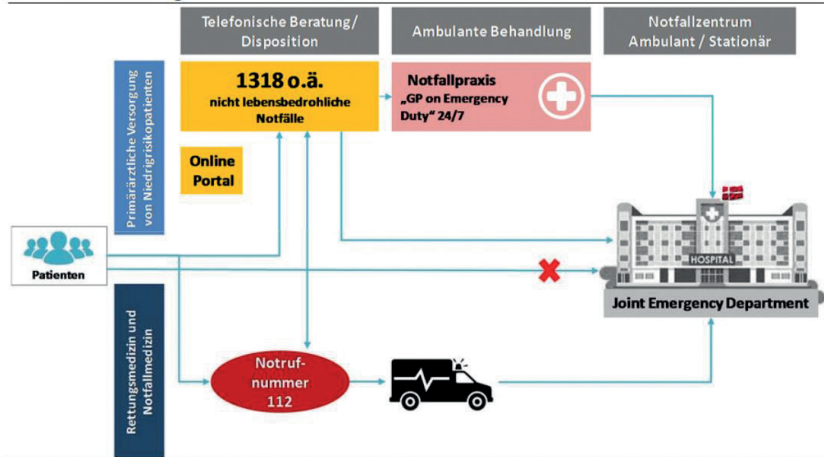 Telefonische Beratung/
Disposition
Ambulante Behandlung
Notfallzentrum
Ambulant / Stationär
Primärärztliche Versorgung
von Niedrigrisikopatienten
1318 o.ä.
nicht lebensbedrohliche
Notfälle
Notfallpraxis
„GP on Emergency
Duty“ 24/7
Online
Portal
Patienten
HOSPITAL
Joint Emergency Department
Rettungsmedizin und
Notfallmedizin
Notruf-
nummer
112